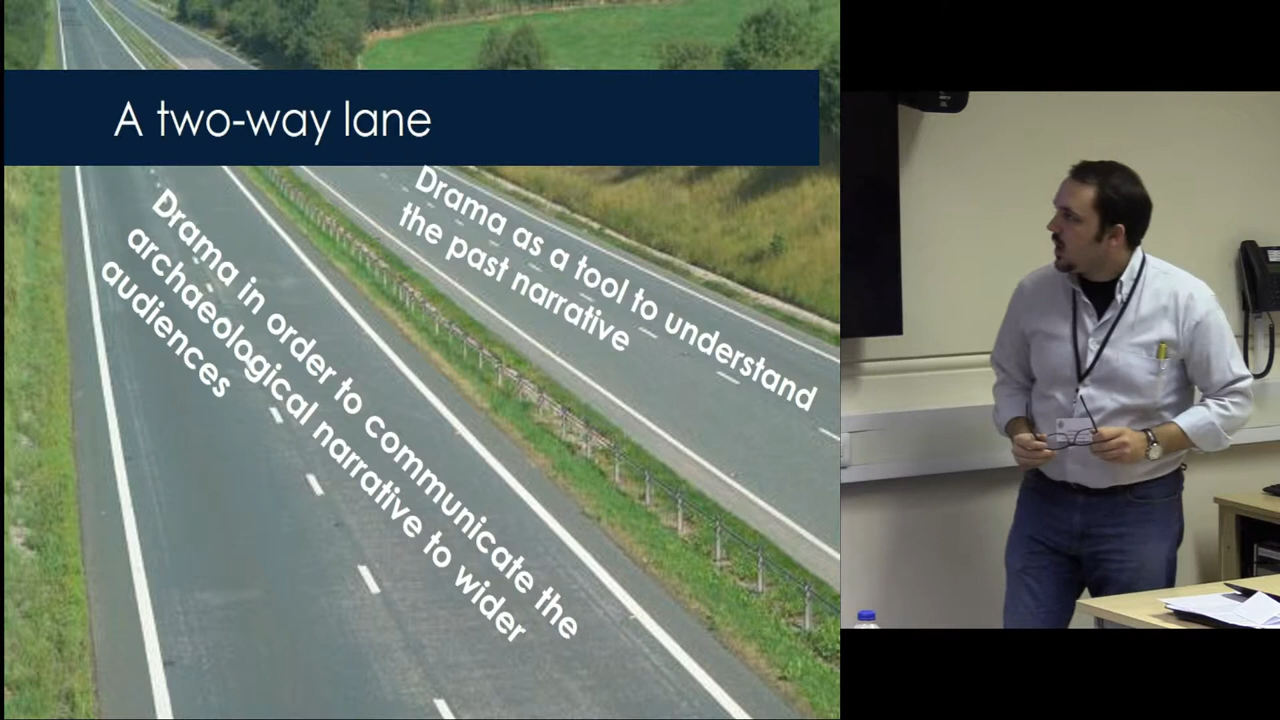 A two-way lane
Drama in order to communicate the
archaeological narrative to wider
audiences
Drama as a tool to understand
the past narrative